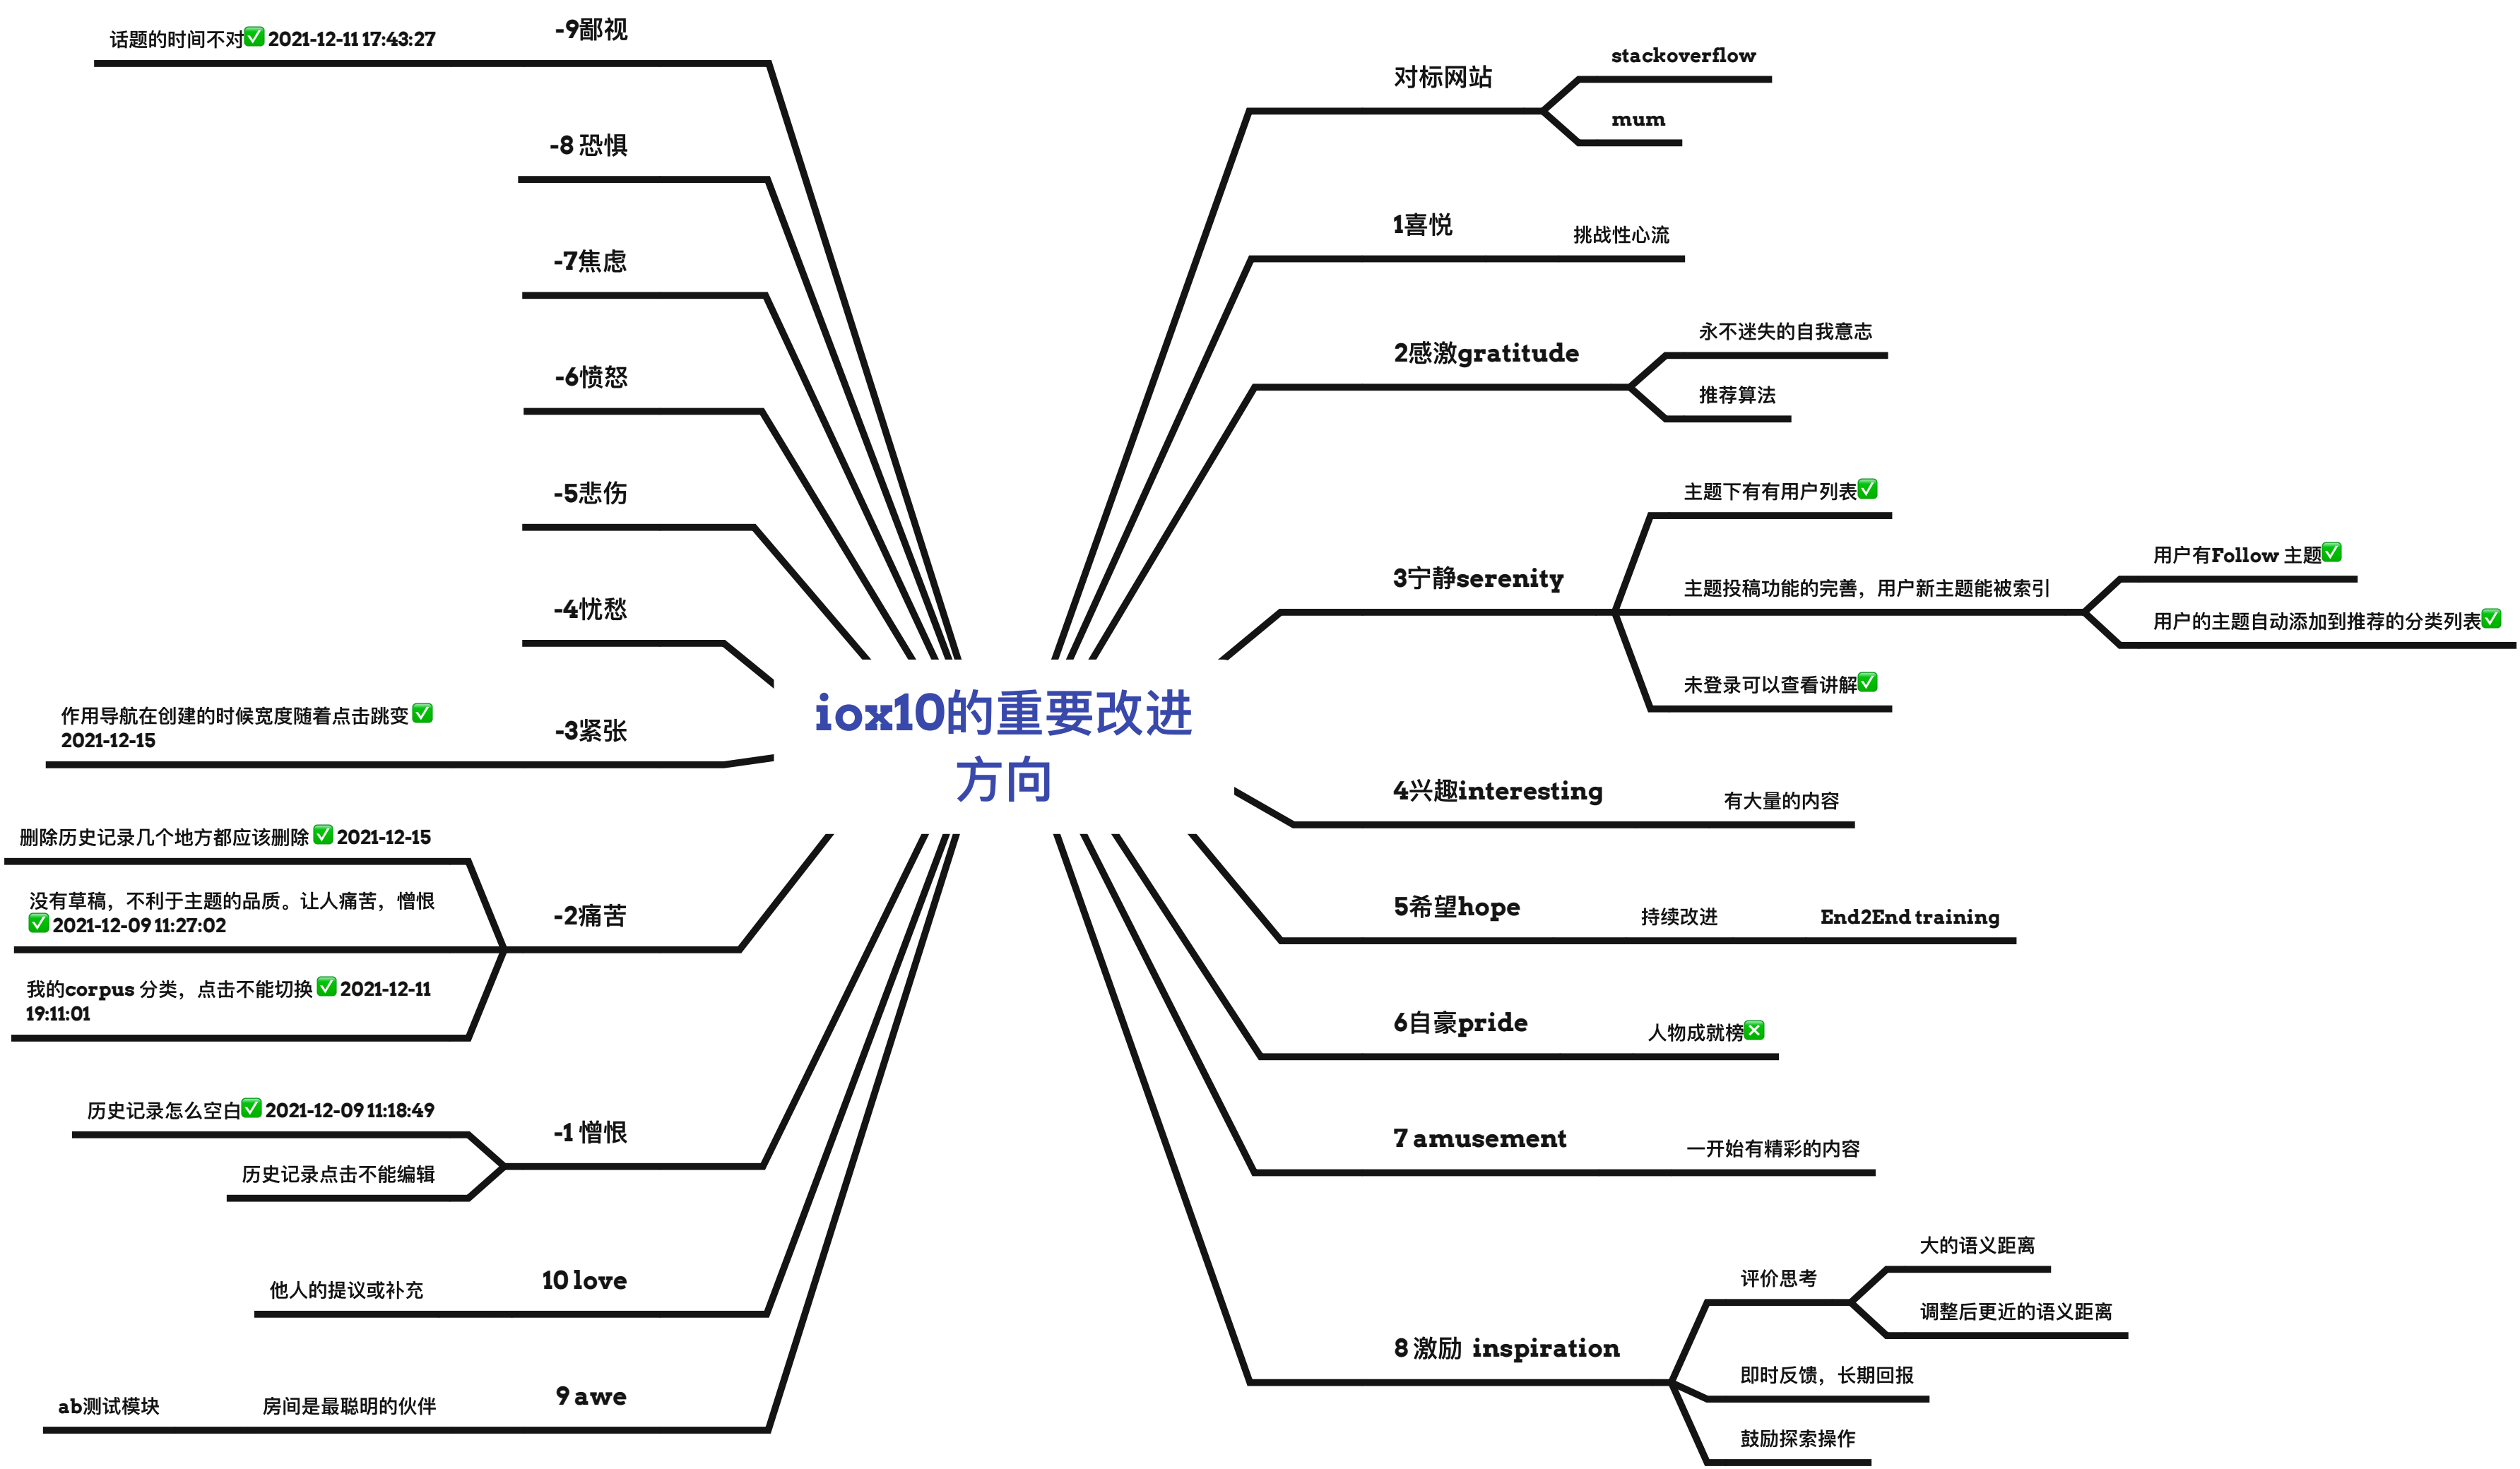 iox10的重要改进
方向
对标网站
stackoverflow
mum
1喜悦
挑战性心流
2感激gratitude
永不迷失的自我意志
推荐算法
3宁静serenity
主题下有有用户列表✅
主题投稿功能的完善，用户新主题能被索引
用户有Follow 主题✅
用户的主题自动添加到推荐的分类列表✅
未登录可以查看讲解✅
4兴趣interesting
有大量的内容
5希望hope
持续改进
End2End training
6自豪pride
人物成就榜❎
7 amusement
一开始有精彩的内容
8 激励 inspiration
评价思考
大的语义距离
调整后更近的语义距离
即时反馈，长期回报
鼓励探索操作
-9鄙视
话题的时间不对✅ 2021-12-11 17:43:27
-8 恐惧
-7焦虑
-6愤怒
-5悲伤
-4忧愁
-3紧张
作用导航在创建的时候宽度随着点击跳变 ✅
2021-12-15
-2痛苦
删除历史记录几个地方都应该删除 ✅ 2021-12-15
没有草稿，不利于主题的品质。让人痛苦，憎恨
✅ 2021-12-09 11:27:02
我的corpus 分类，点击不能切换 ✅ 2021-12-11
19:11:01
-1 憎恨
历史记录怎么空白✅ 2021-12-09 11:18:49
历史记录点击不能编辑
10 love
他人的提议或补充
9 awe
房间是最聪明的伙伴
ab测试模块